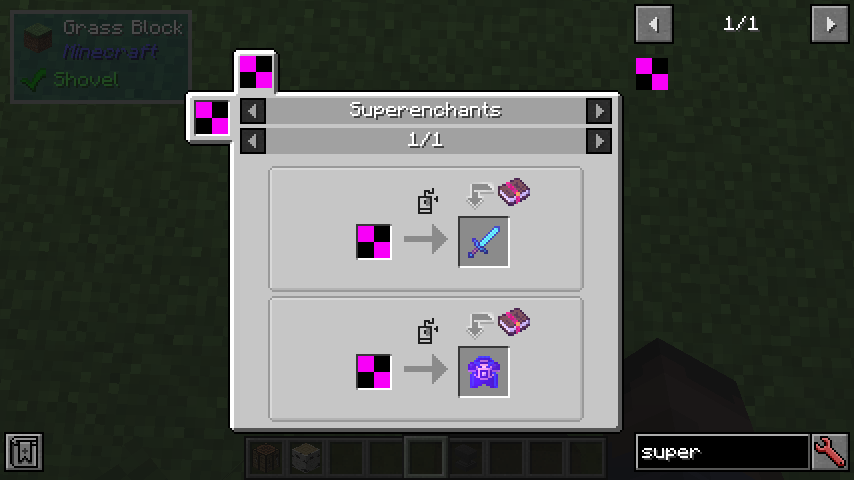 Grass Block
Minecraft
Shovel
1/1
Superenchants
1/1
super